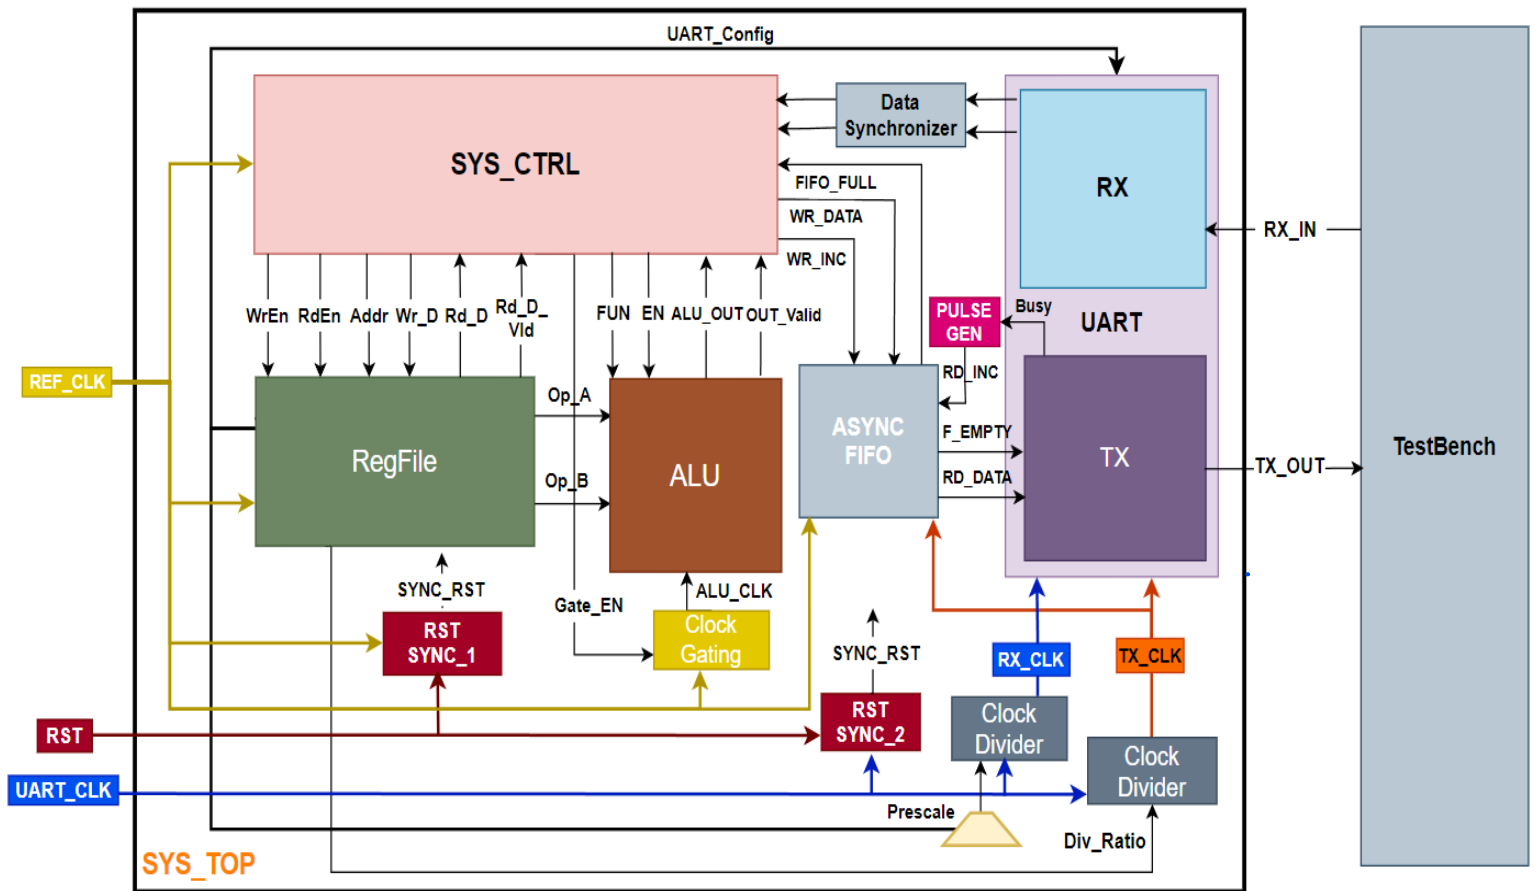 UART_Config
Data
Synchronizer
SYS_CTRL
RX
FIFO_FULL
WR_DATA
WR_INC
RX_IN
WrEn
RdEn
Addr
Wr_D
Rd_D
Rd_D_
Vld
FUN
EN
ALU_OUT
OUT_Valid
PULSE
GEN
Busy
UART
REF_CLK
RD_INC
Op_A
ASYNC
FIFO
F_EMPTY
RegFile
ALU
TX
TestBench
Op_B
RD_DATA
TX_OUT
SYNC_RST
ALU_CLK
Gate_EN
RST
SYNC_1
Clock
Gating
SYNC_RST
RX_CLK
TX_CLK
RST
RST
SYNC_2
Clock
Divider
Clock
Divider
UART_CLK
Prescale
Div_Ratio
SYS_TOP